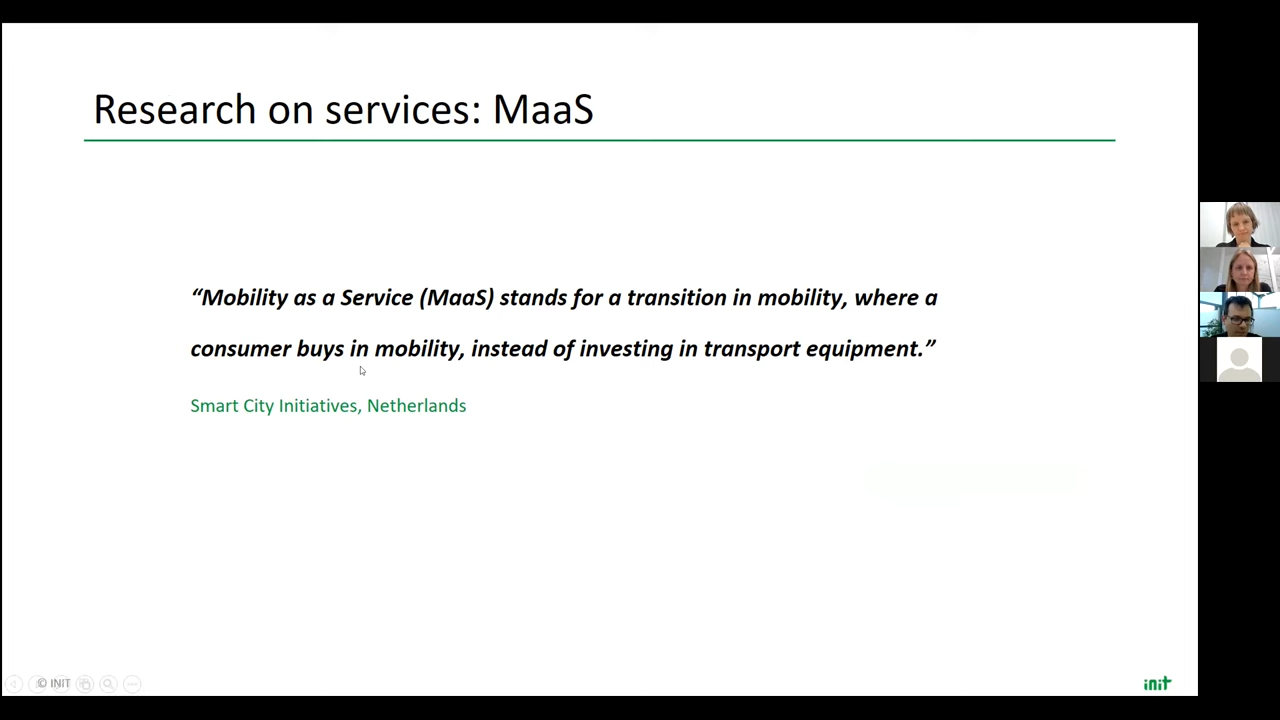 Research on services: MaaS
“Mobility as a Service (MaaS) stands for a transition in mobility, where a
consumer buys in mobility, instead of investing in transport equipment.”
Smart City Initiatives, Netherlands
© INIT
init